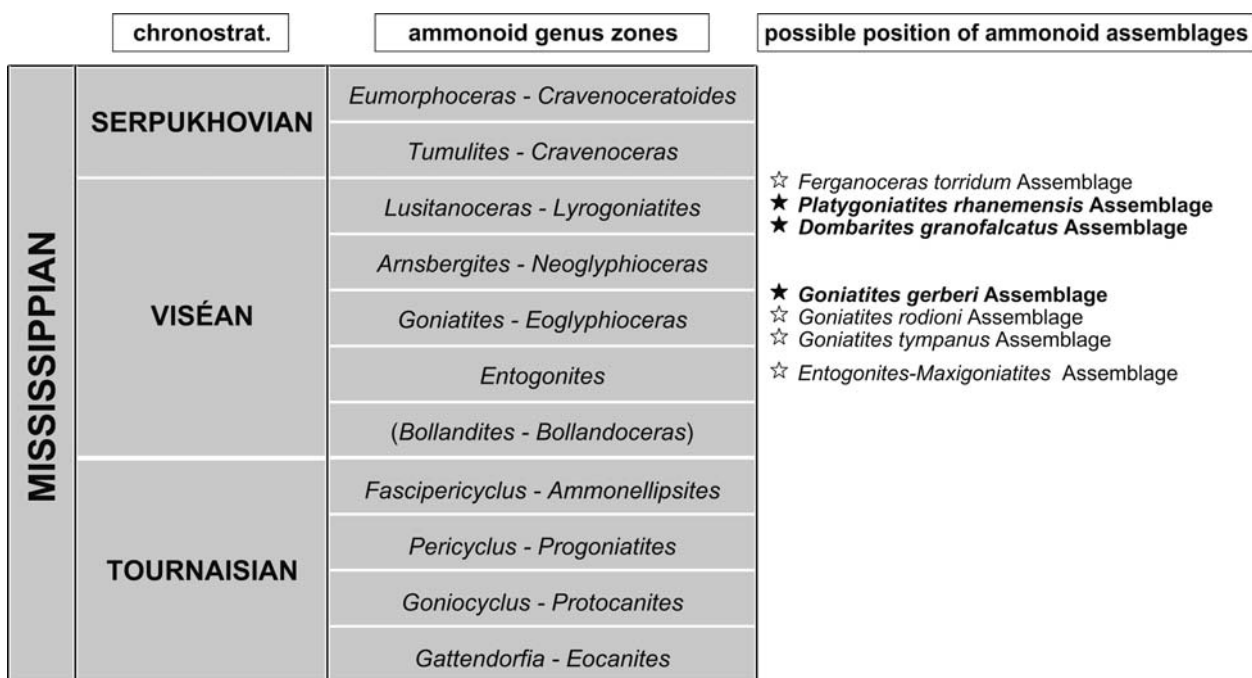 chronostrat.
ammonoid genus zones
possible position of ammonoid assemblages
MISSISSIPPIAN
SERPUKHOVIAN
Eumorphoceras - Cravenoceratoides
Tumulites - Cravenoceras
VISÉAN
Lusitanoceras - Lyrogoniatites
Arnsbergites - Neoglyphioceras
Goniatites - Eoglyphioceras
Entogonites
(Bollandites - Bollandoceras)
TOURNAISIAN
Fascipericyclus - Ammonellipsites
Pericyclus - Progoniatites
Goniocyclus - Protocanites
Gattendorfia - Eocanites
☆ Ferganoceras torridum Assemblage
★ Platygoniatites rhanemensis Assemblage
★ Dombarites granofalcatus Assemblage
★ Goniatites gerberi Assemblage
☆ Goniatites rodioni Assemblage
☆ Goniatites tympanus Assemblage
☆ Entogonites-Maxigoniatites Assemblage